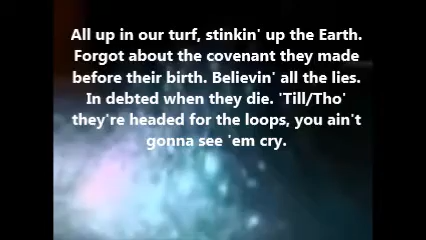 All up in our turf, stinkin' up the Earth.
Forgot about the covenant they made
before their birth. Believin' all the lies.
In debted when they die. 'Till/Tho'
they're headed for the loops, you ain't
gonna see 'em cry.